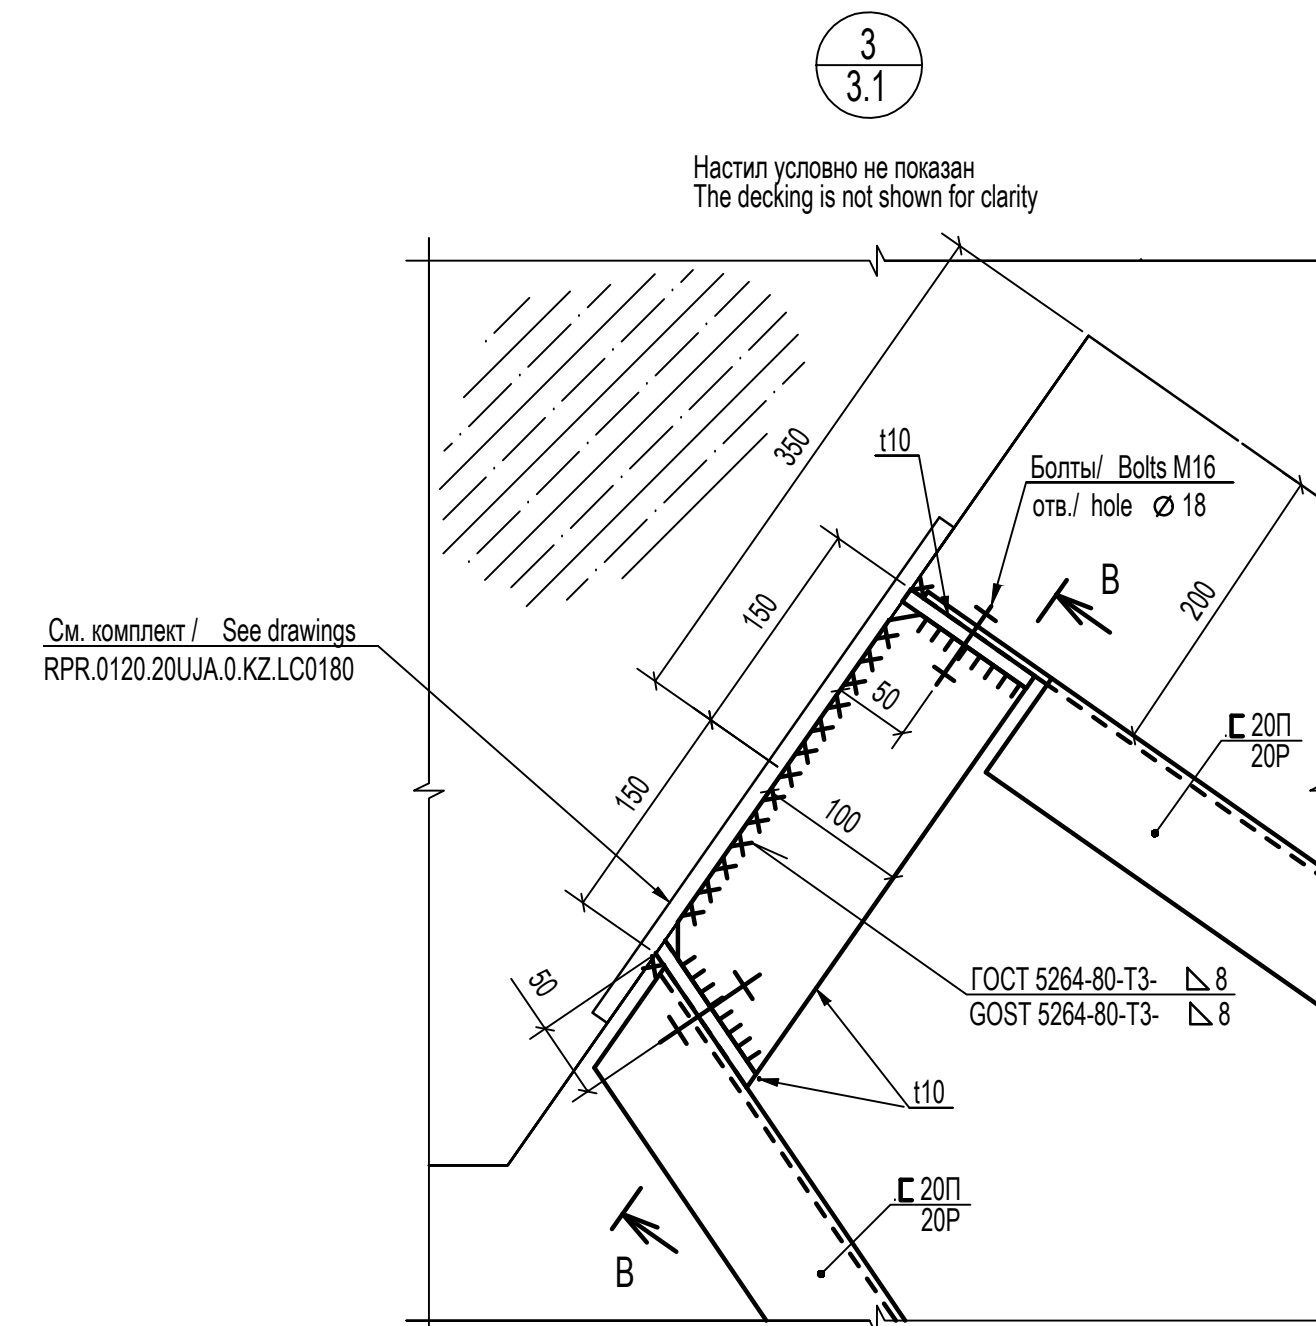 3
3.1
Настил условно не показан
The decking is not shown for clarity
350
t10
Болты/ Bolts M16
отв./ hole Ø 18
B
150
200
См. комплект / See drawings
RPR.0120.20UJA.0.KZ.LC0180
50
20П
20P
150
100
50
ГОСТ 5264-80-Т3- ◺ 8
GOST 5264-80-T3- ◺ 8
t10
20П
20P
B